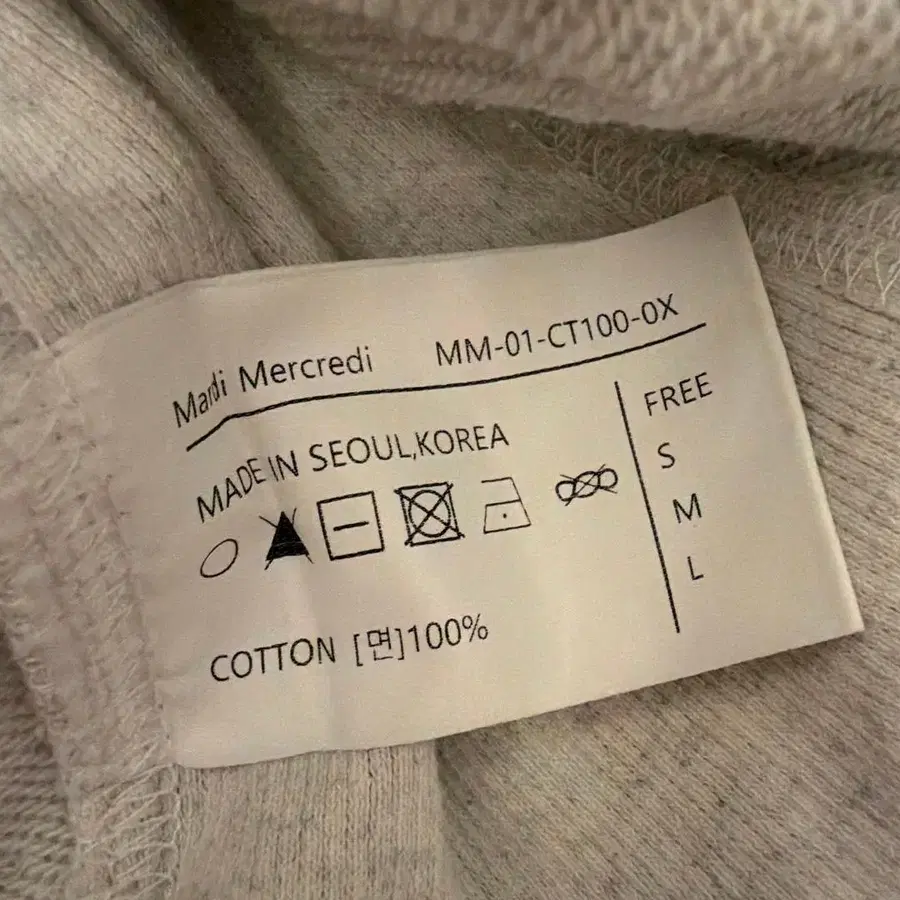 Mardi Mercredi MM-01-CT100-0X
MADE IN SEOUL,KOREA
COTTON [면]100%
FREE
S
M
L